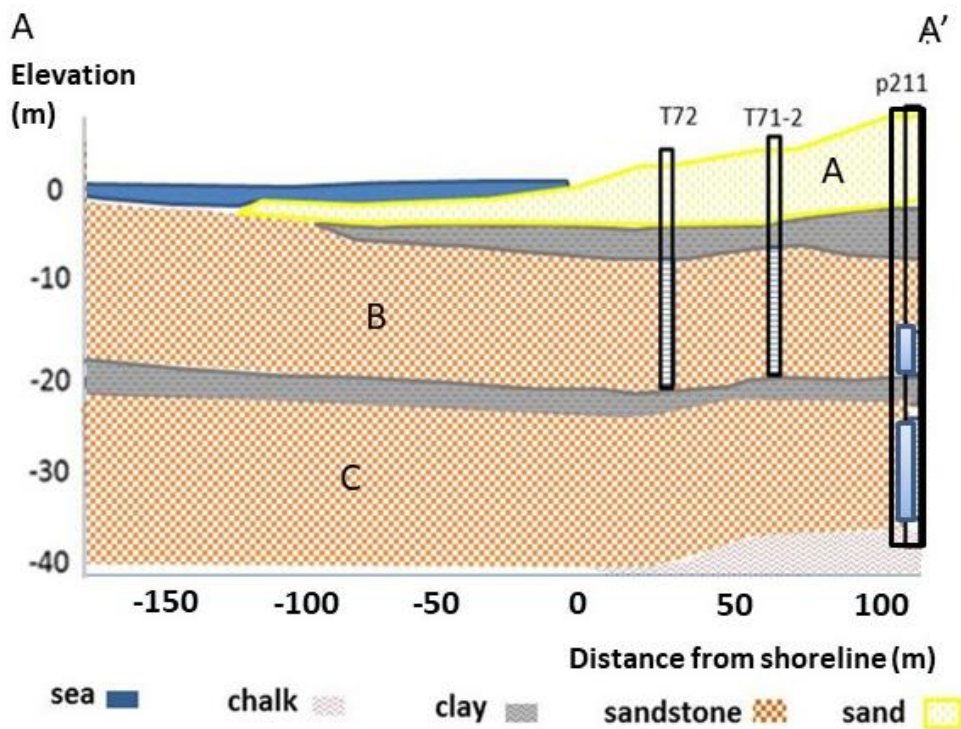 A
A’
Elevation
(m)
p211
T72
T71-2
A
0
-10
B
-20
C
-30
-40
-150
-100
-50
0
50
100
Distance from shoreline (m)
sea
chalk
clay
sandstone
sand